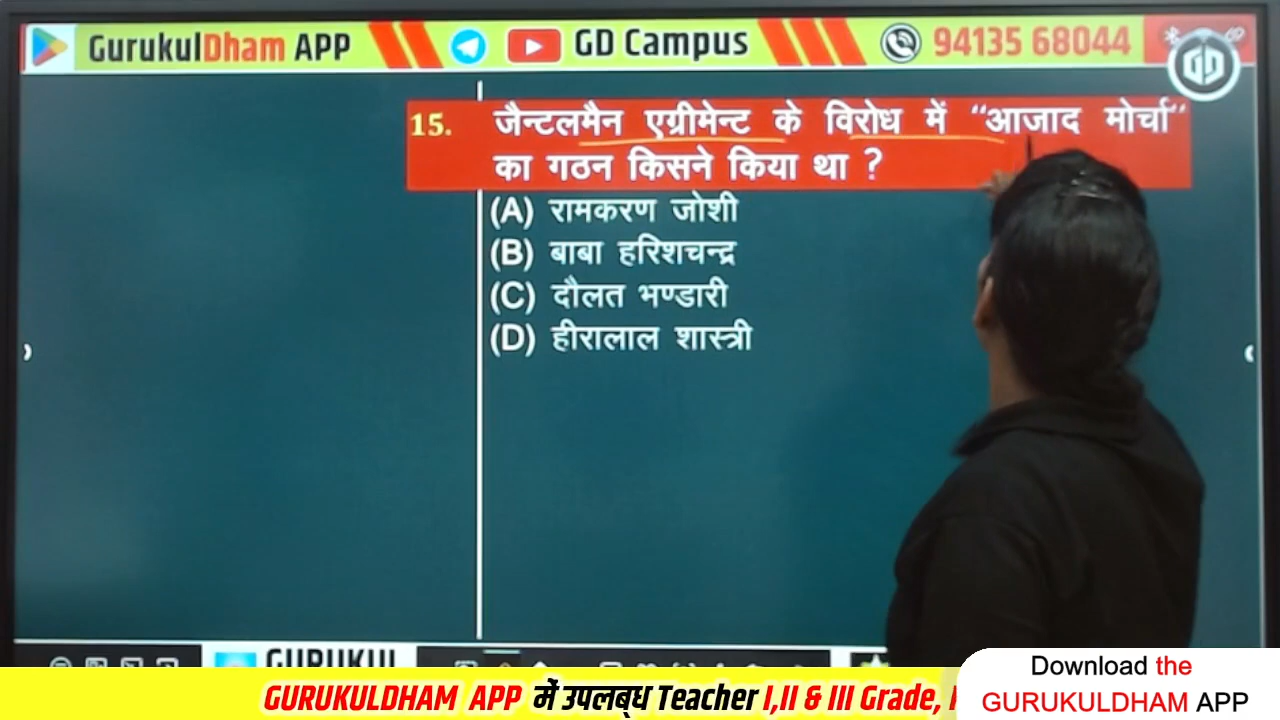 GurukulDham APP GD Campus 94135 68044
15. जैन्टलमैन एग्रीमेन्ट के विरोध में “आजाद मोर्चा“
का गठन किसने किया था ?
(A) रामकरण जोशी
(B) बाबा हरिशचन्द्र
(C) दौलत भण्डारी
(D) हीरालाल शास्त्री
GURUKUL
GURUKULDHAM APP में उपलब्ध Teacher I,II & III Grade,
Download the
GURUKULDHAM APP